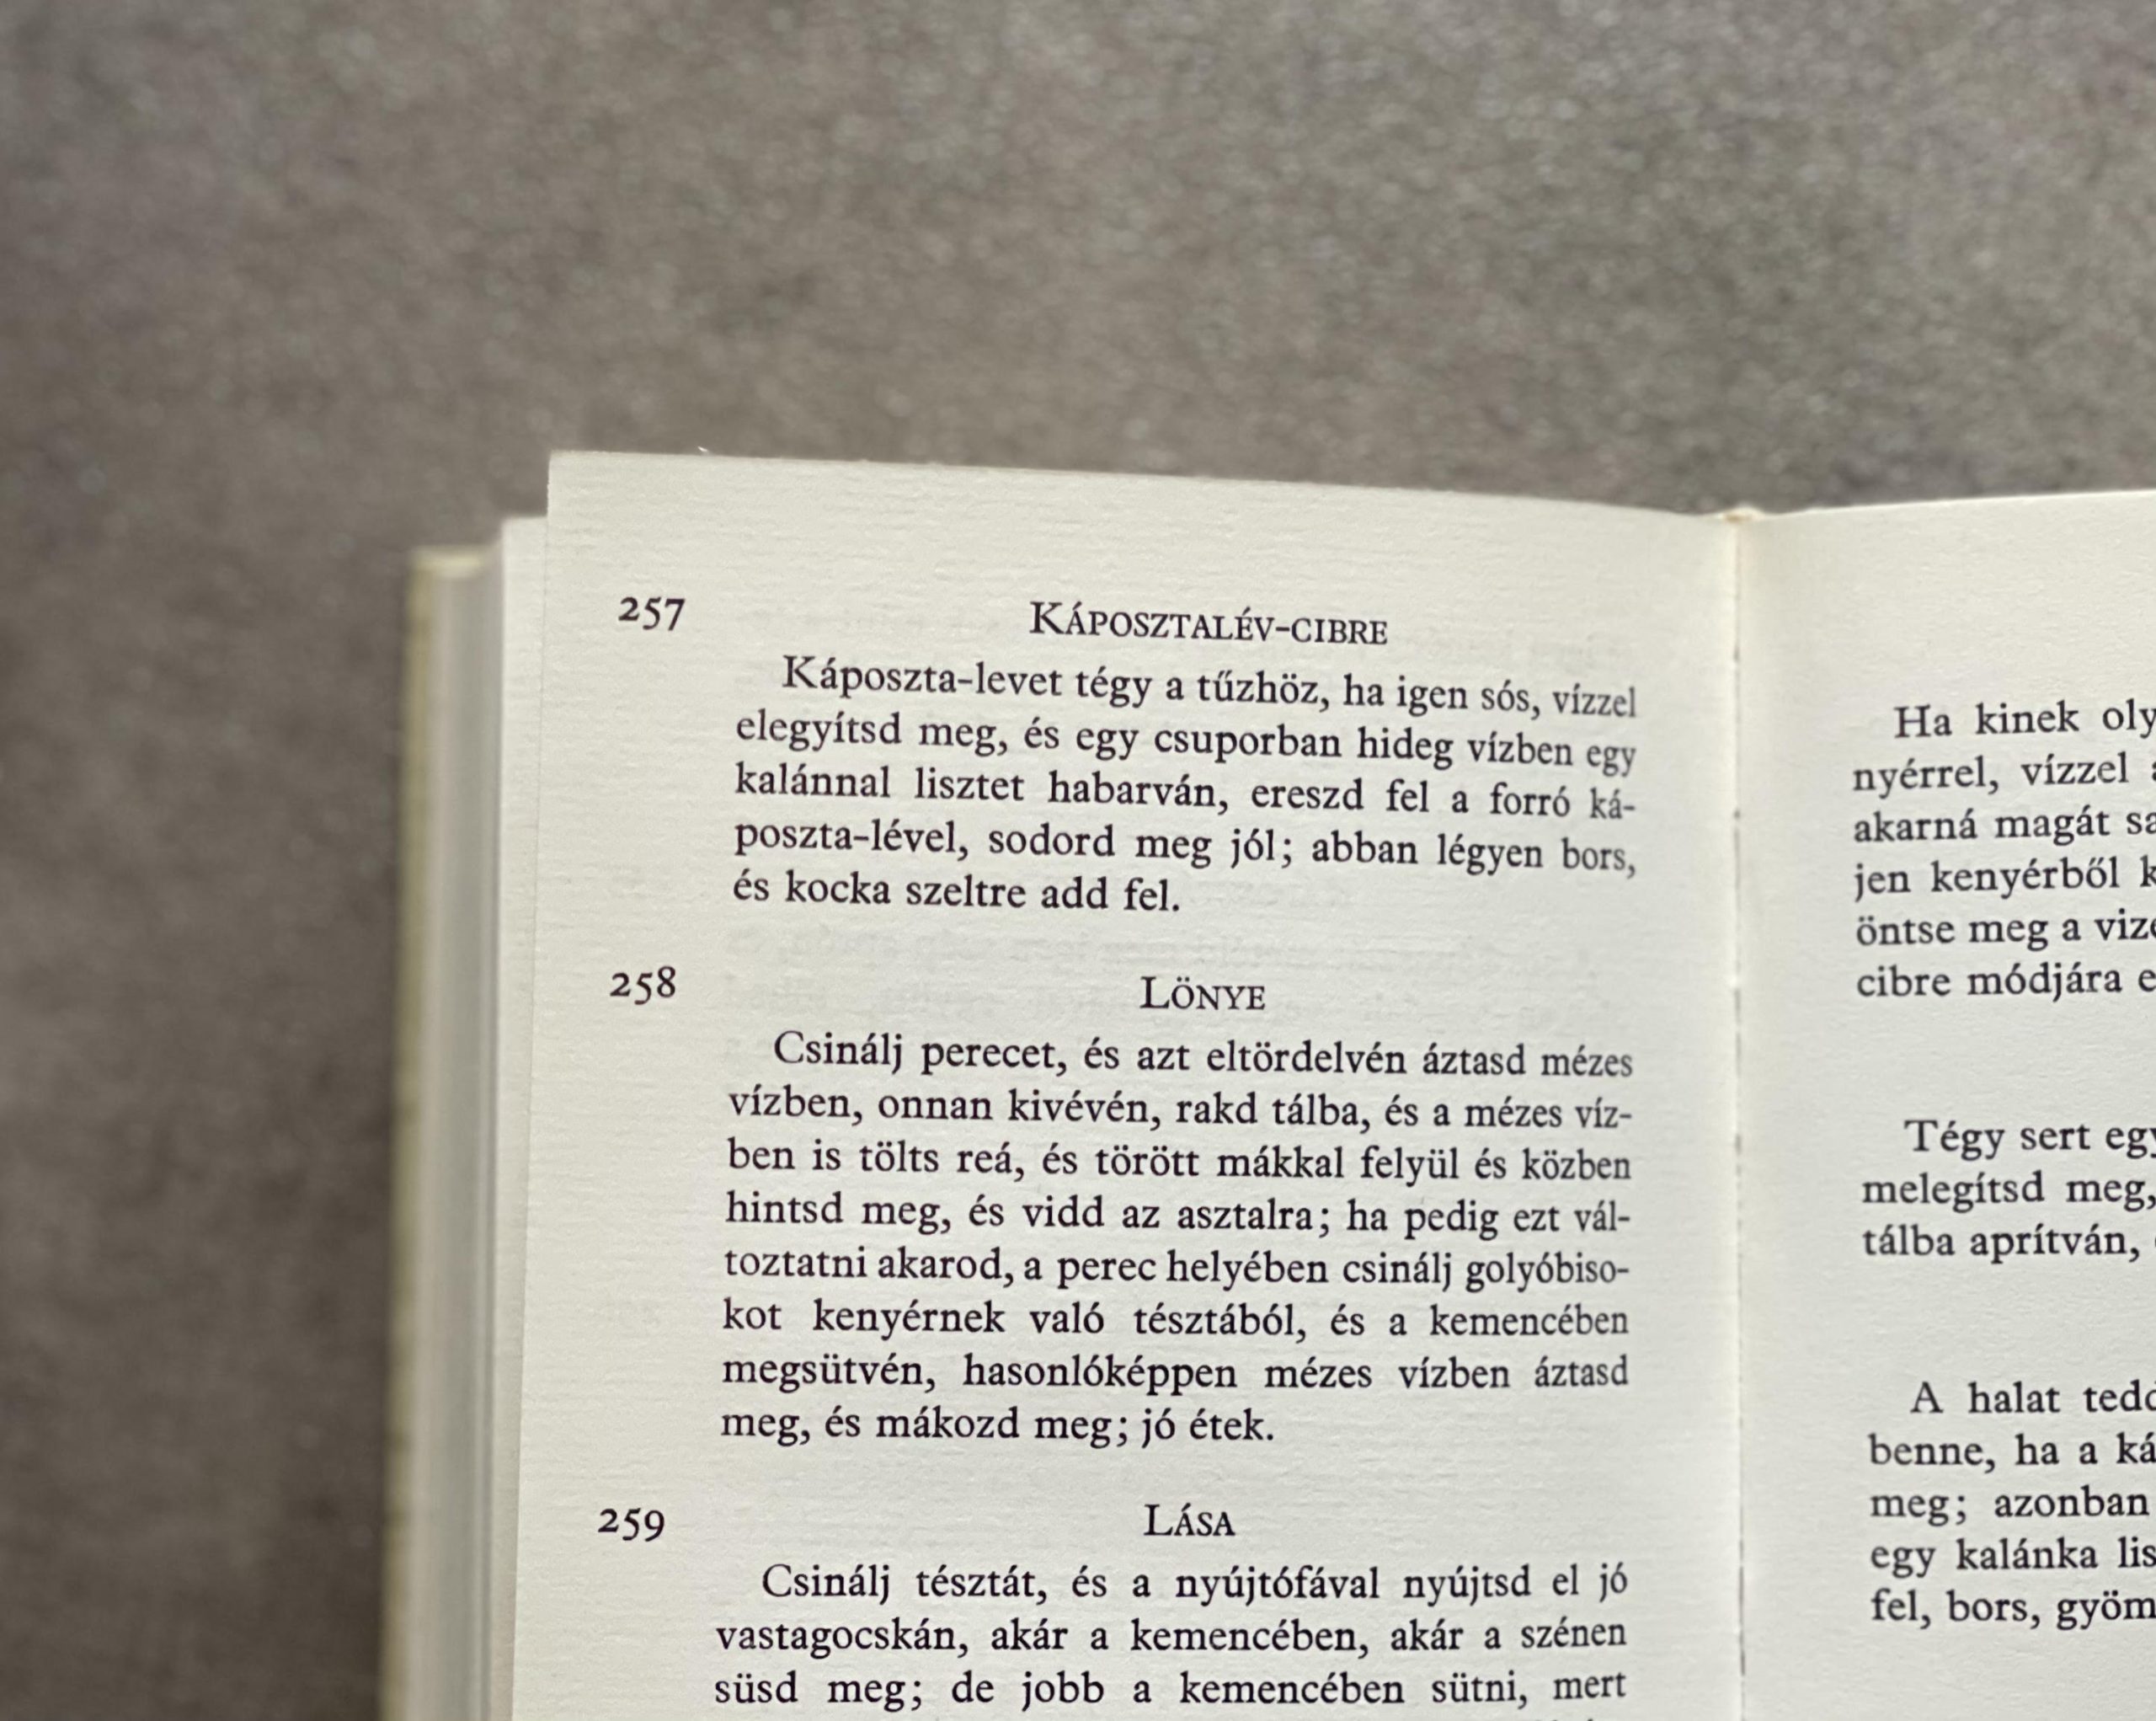 257
KÁPOSZTALÉV-CIBRE
Káposzta-levet tégy a tűzhöz, ha igen sós, vízzel
elegyítsd meg, és egy csuporban hideg vízben egy
kalánnal lisztet habarván, ereszd fel a forró ká-
poszta-lével, sodord meg jól; abban légyen bors,
és kocka szeltre add fel.
258
LÖNYE
Csinálj perecet, és azt eltördelvén áztasd mézes
vízben, onnan kivévén, rakd tálba, és a mézes víz-
ben is tölts reá, és törött mákkal felyül és közben
hintsd meg, és vidd az asztalra; ha pedig ezt vál-
toztatni akarod, a perec helyében csinálj golyóbiso-
kot kenyérnek való tésztából, és a kemencében
megsütvén, hasonlóképpen mézes vízben áztasd
meg, és mákozd meg; jó étek.
259
LÁSA
Csinálj tésztát, és a nyújtófával nyújtsd el jó
vastagocskán, akár a kemencében, akár a szénen
süsd meg; de jobb a kemencében sütni, mert
Ha kinek oly
nyérrel, vízzel
akarná magát
jen kenyérből
öntse meg a
cibre módjára
Tégy sert
melegítsd meg,
tálba aprítván,
A halat
benne, ha a
meg; azonban
egy kalánka
fel, bors,